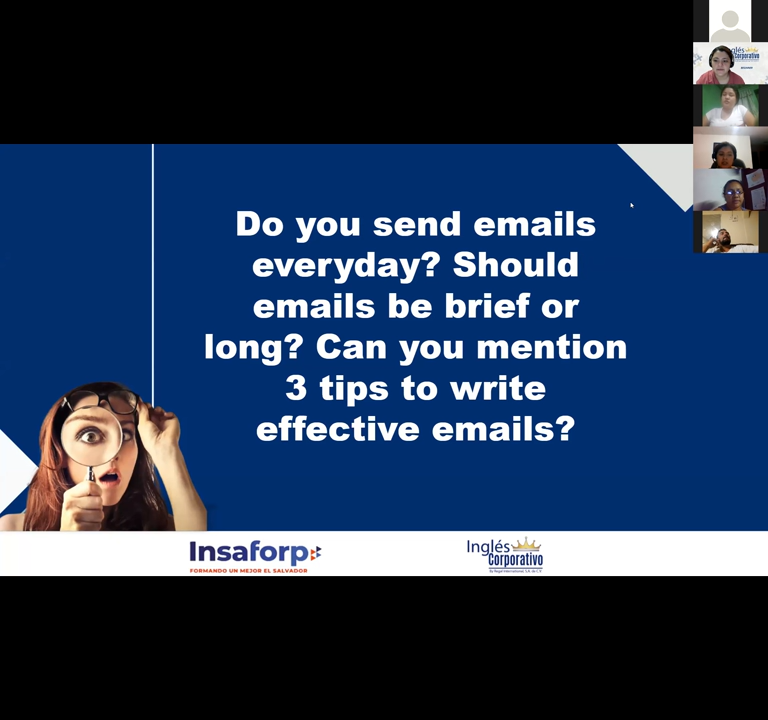 Do you send emails
everyday? Should
emails be brief or
long? Can you mention
3 tips to write
effective emails?
Insaforp
FORMANDO UN MEJOR EL SALVADOR
Inglés
Corporativo